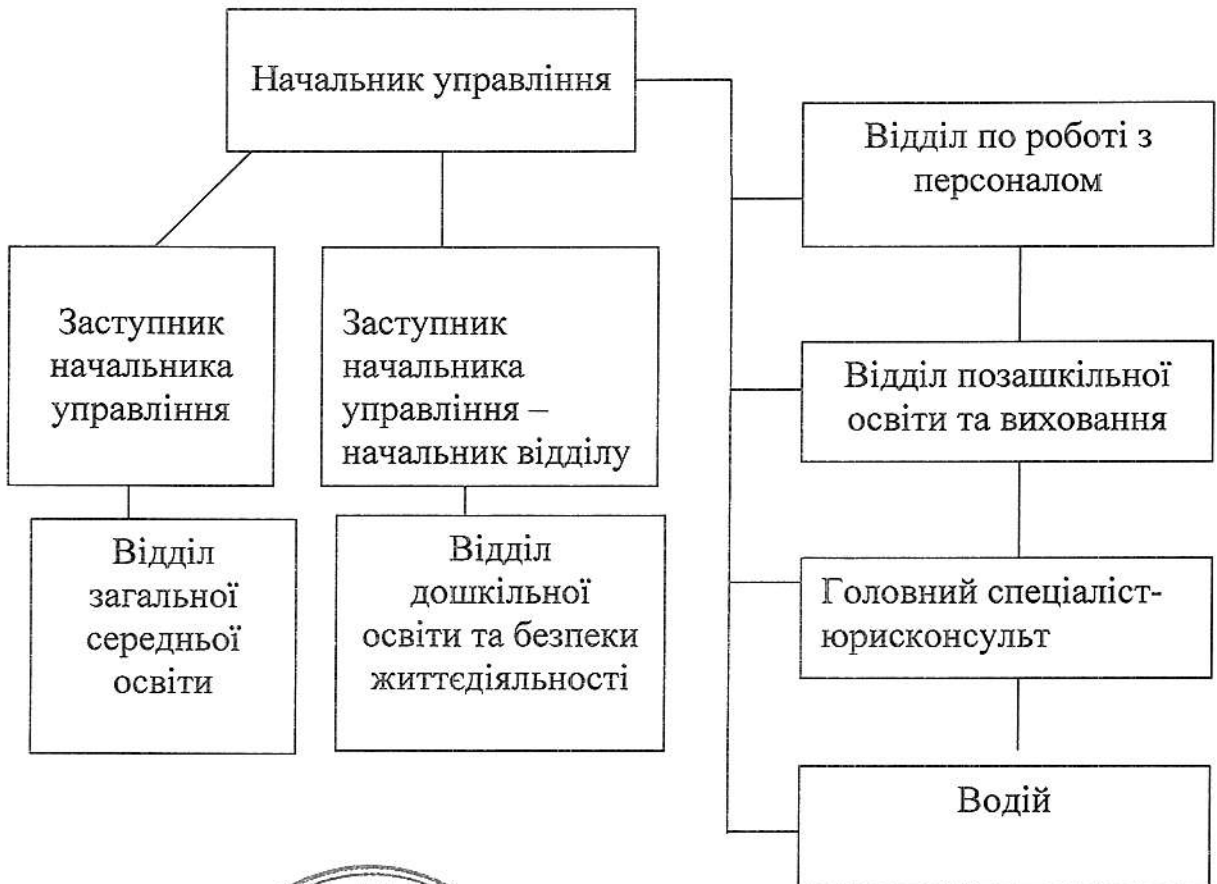 Начальник управління
Відділ по роботі з
персоналом
Заступник
начальника
управління
Заступник
начальника
управління –
начальник відділу
Відділ позашкільної
освіти та виховання
Відділ
загальної
середньої
освіти
Відділ
дошкільної
освіти та безпеки
життєдіяльності
Головний спеціаліст-
юрисконсульт
Водій